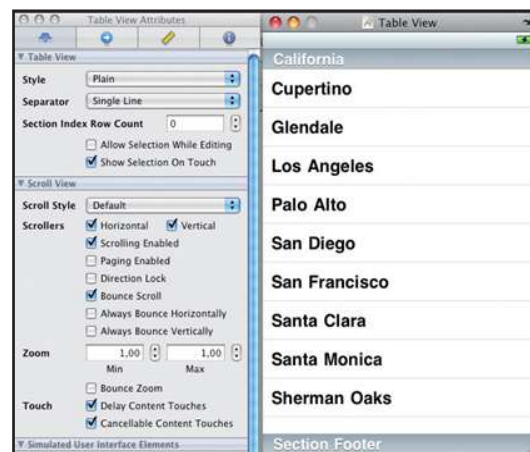 Table View Attributes
Table View
Style Plain
Separator Single Line
Section Index Row Count 0
Allow Selection While Editing
Show Selection On Touch
Scroll View
Scroll Style Default
Scrollers Horizontal Vertical
Scrolling Enabled
Paging Enabled
Direction Lock
Bounce Scroll
Always Bounce Horizontally
Always Bounce Vertically
Zoom 1,00 1,00
Min Max
Bounce Zoom
Touch Delay Content Touches
Cancellable Content Touches
Simulated User Interface Elements
Table View
California
Cupertino
Glendale
Los Angeles
Palo Alto
San Diego
San Francisco
Santa Clara
Santa Monica
Sherman Oaks
Section Footer